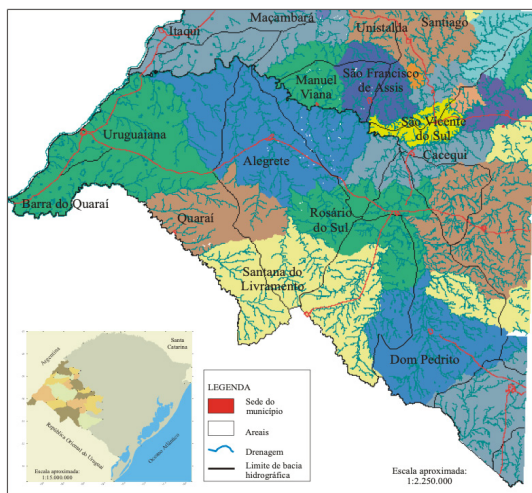 Maçambará
Itaqui
Unistalda
Santiago
Manuel
Viana
São Francisco
de Assis
São Vicente
do Sul
Uruguaiana
Alegrete
Cacequi
Barra do Quaraí
Quaraí
Rosário
do Sul
Santana do
Livramento
Dom Pedrito
Santa
Catarina
Argentina
República Oriental do Uruguai
Oceano Atlântico
Escala aproximada:
1:15.000.000
LEGENDA
Sede do
município
Areais
Drenagem
Limite de bacia
hidrográfica
Escala aproximada:
1:2.250.000